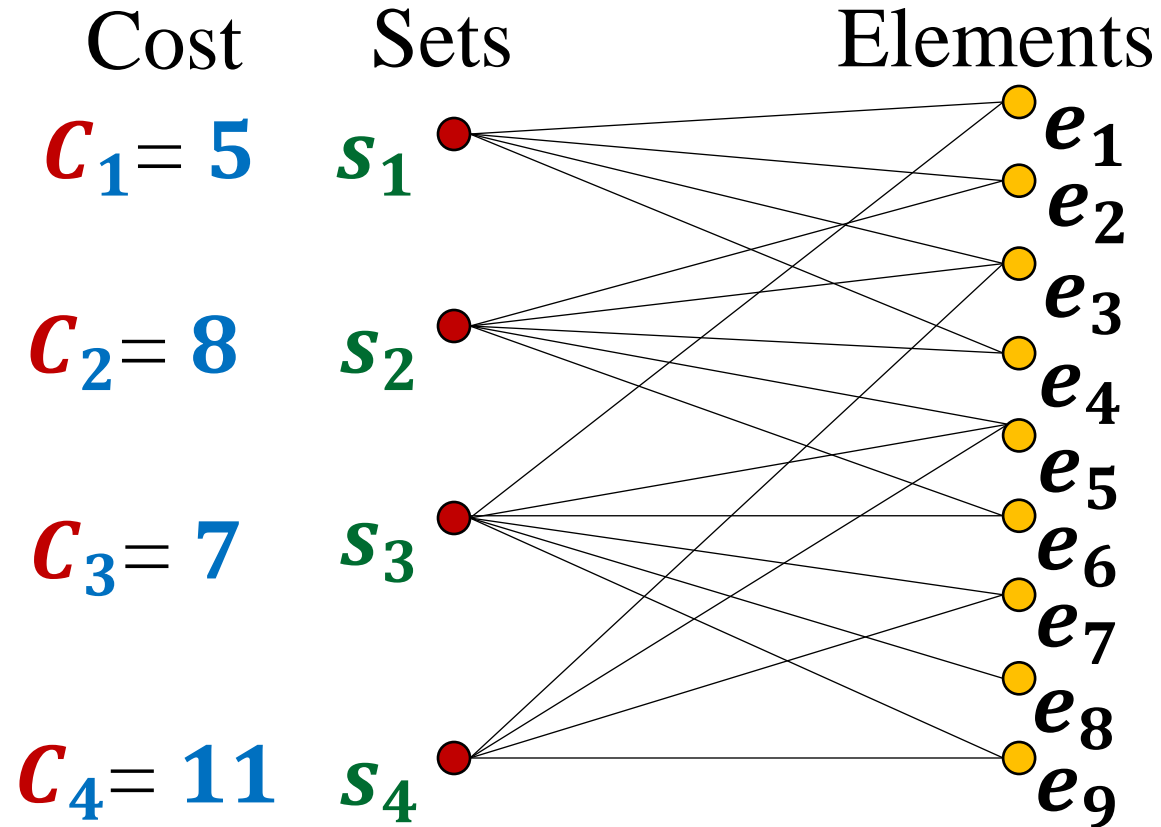 Cost Sets Elements
C₁= 5 s₁ e₁
e₂
e₃
C₂= 8 s₂ e₄
e₅
C₃= 7 s₃ e₆
e₇
e₈
C₄= 11 s₄ e₉